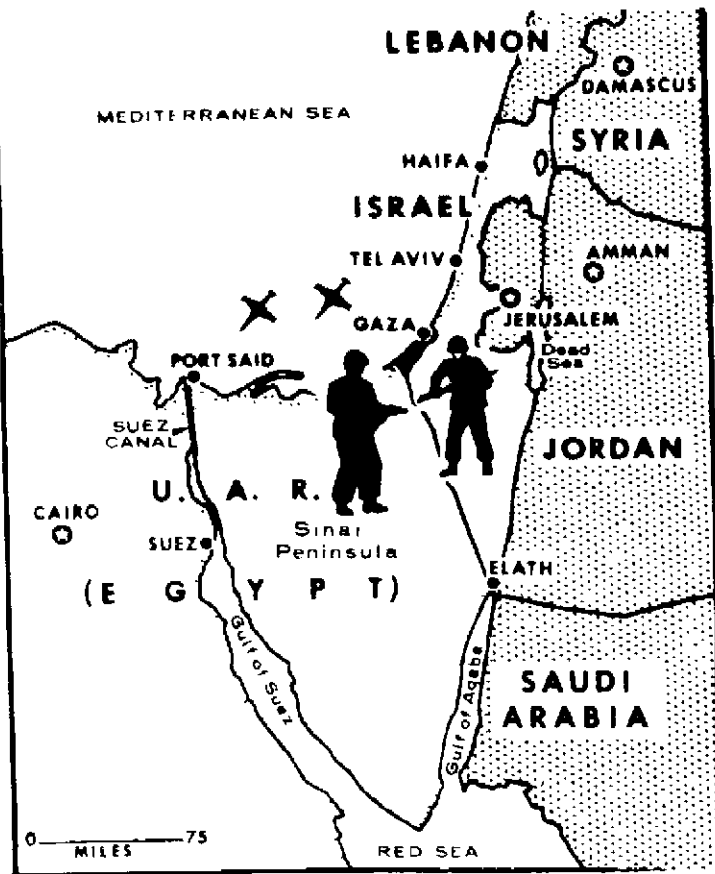 LEBANON
DAMASCUS
MEDITERRANEAN SEA
SYRIA
HAIFA
ISRAEL
TEL AVIV
AMMAN
GAZA
JERUSALEM
Dead
Sea
PORT SAID
SUEZ
CANAL
JORDAN
U. A. R.
CAIRO
SUEZ
Sinai
Peninsula
ELATH
(EGYPT)
Gulf of Suez
Gulf of Aqaba
SAUDI
ARABIA
0 75
MILES
RED SEA